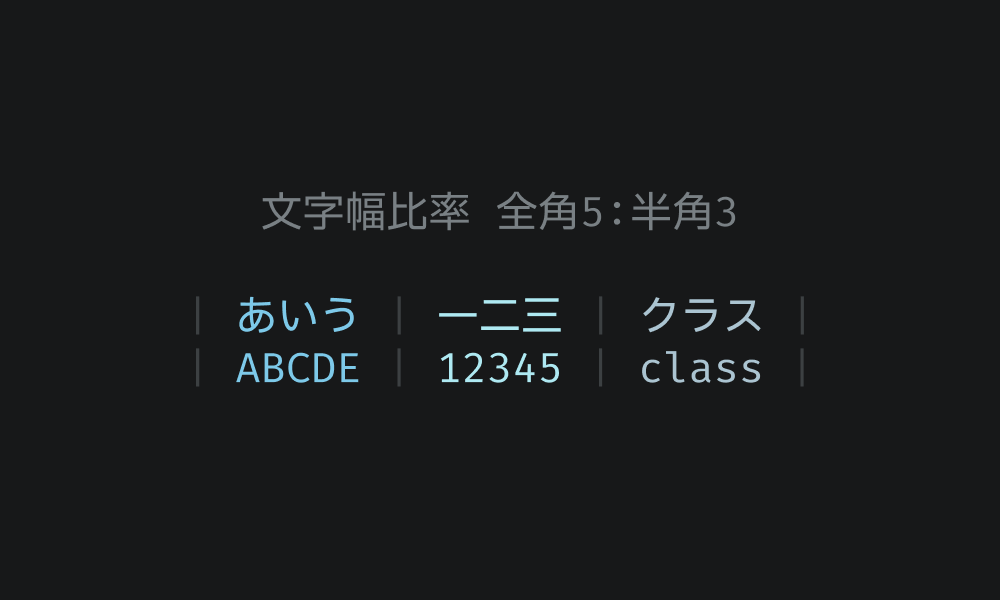 文字幅比率 全角5:半角3
| あいう | 一二三 | クラス |
| ABCDE | 12345 | class |